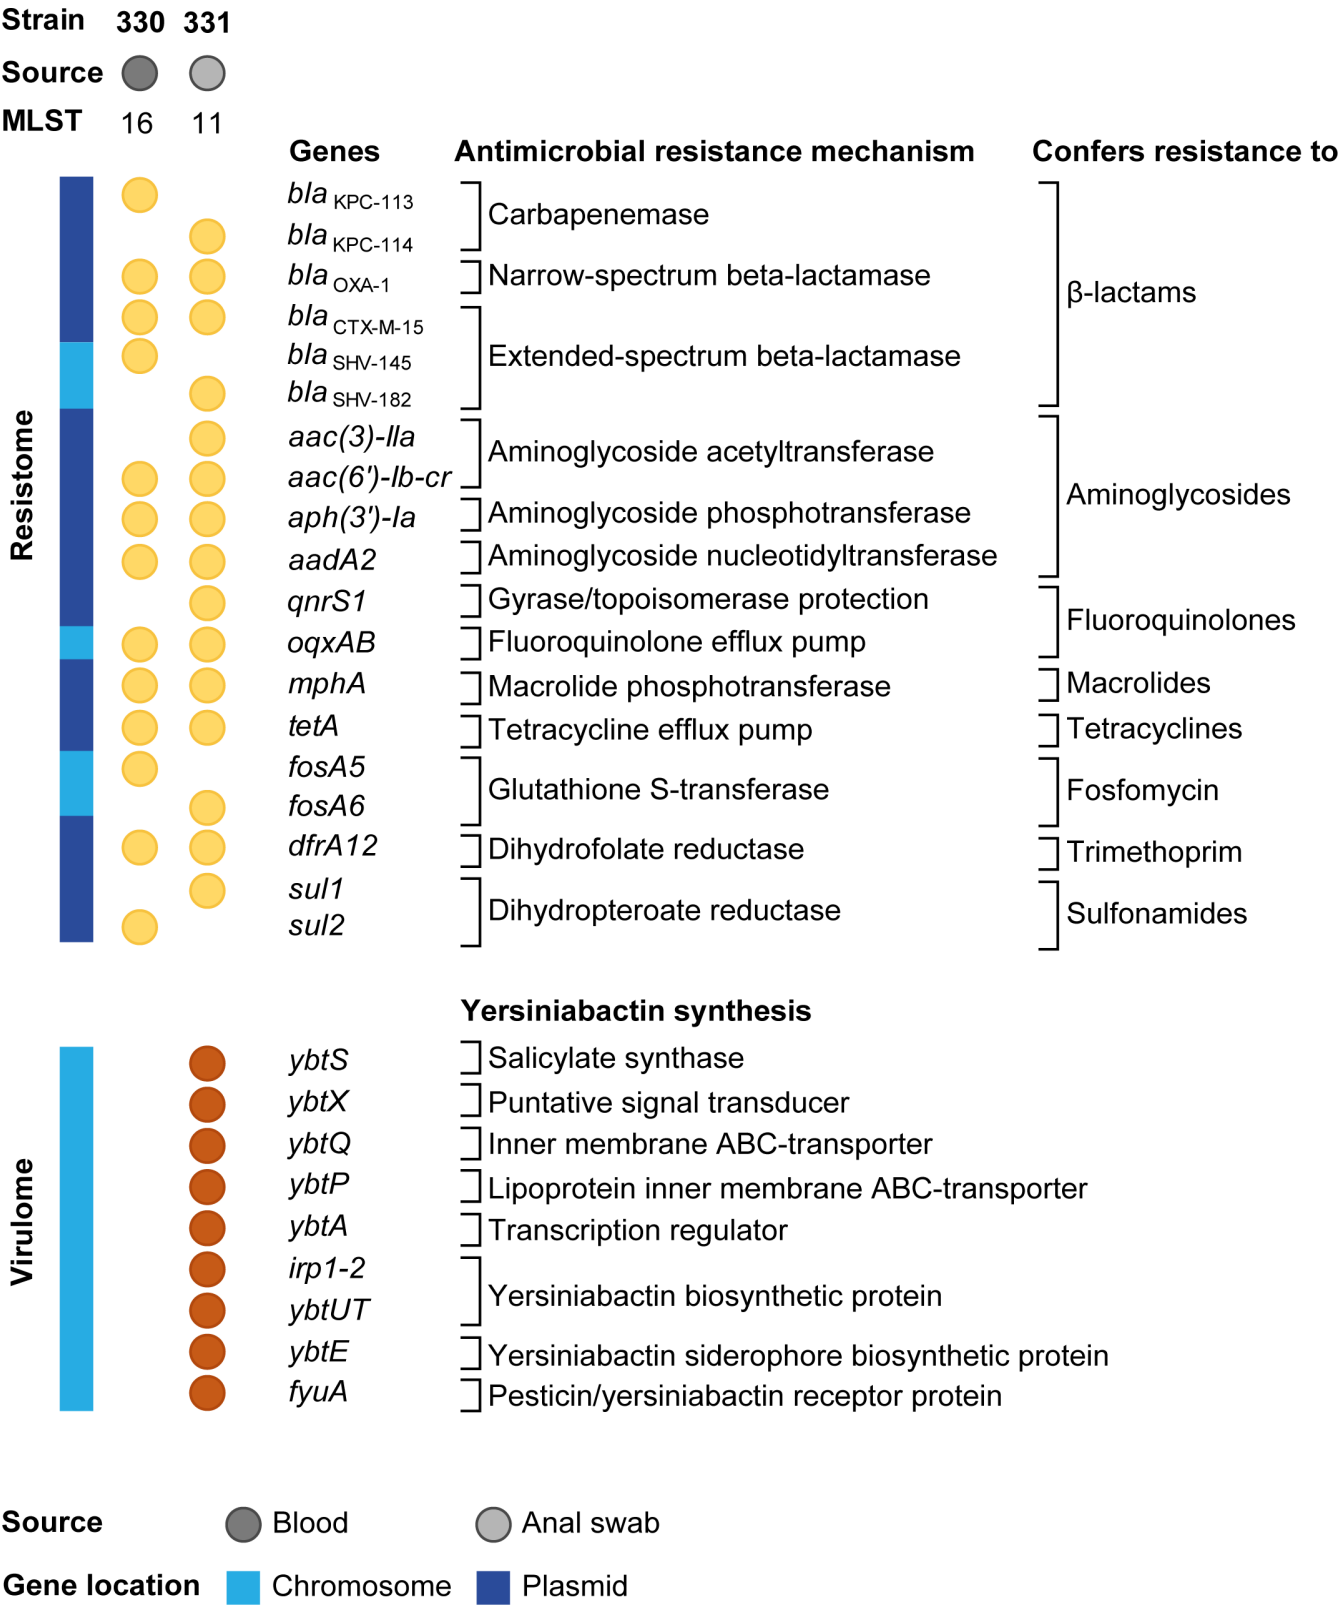 Strain 330 331
Source
MLST 16 11
Genes Antimicrobial resistance mechanism Confers resistance to
bla KPC-113
Carbapenemase
bla KPC-114
bla OXA-1 Narrow-spectrum beta-lactamase
β-lactams
bla CTX-M-15
bla SHV-145 Extended-spectrum beta-lactamase
bla SHV-182
Resistome
aac(3)-IIa
Aminoglycoside acetyltransferase
aac(6')-Ib-cr
Aminoglycosides
aph(3')-Ia Aminoglycoside phosphotransferase
aadA2 Aminoglycoside nucleotidyltransferase
qnrS1 Gyrase/topoisomerase protection
Fluoroquinolones
oqxAB Fluoroquinolone efflux pump
mphA Macrolide phosphotransferase Macrolides
tetA Tetracycline efflux pump Tetracyclines
fosA5
Glutathione S-transferase Fosfomycin
fosA6
dfrA12 Dihydrofolate reductase Trimethoprim
sul1
Dihydropteroate reductase Sulfonamides
sul2
Yersiniabactin synthesis
Virulome
ybtS Salicylate synthase
ybtX Puntative signal transducer
ybtQ Inner membrane ABC-transporter
ybtP Lipoprotein inner membrane ABC-transporter
ybtA Transcription regulator
irp1-2
Yersiniabactin biosynthetic protein
ybtUT
ybtE Yersiniabactin siderophore biosynthetic protein
fyuA Pesticin/yersiniabactin receptor protein
Source Blood Anal swab
Gene location Chromosome Plasmid